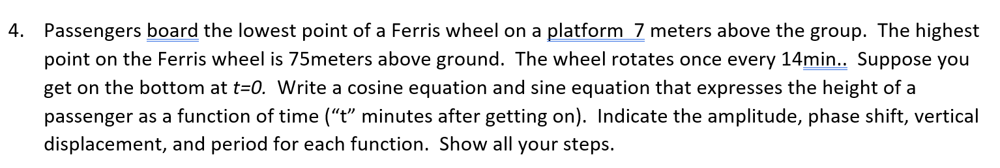 4. Passengers board the lowest point of a Ferris wheel on a platform  7 meters above the group.  The highest
point on the Ferris wheel is 75meters above ground.  The wheel rotates once every 14min..  Suppose you
get on the bottom at t=0.  Write a cosine equation and sine equation that expresses the height of a
passenger as a function of time (“t” minutes after getting on).  Indicate the amplitude, phase shift, vertical
displacement, and period for each function.  Show all your steps.